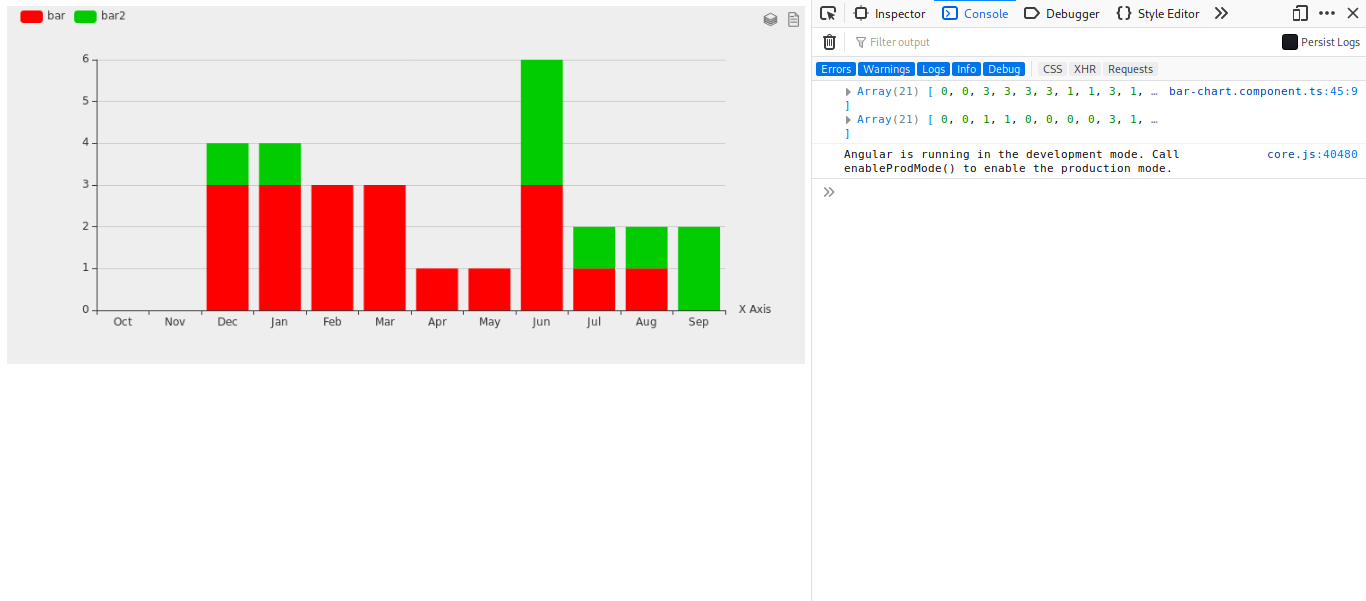 bar bar2
6
5
4
3
2
1
0
Oct Nov Dec Jan Feb Mar Apr May Jun Jul Aug Sep
X Axis
Inspector Console Debugger Style Editor
Filter output Persist Logs
Errors Warnings Logs Info Debug CSS XHR Requests
Array(21) [ 0, 0, 3, 3, 3, 3, 1, 1, 3, 1, … bar-chart.component.ts:45:9
]
Array(21) [ 0, 0, 1, 1, 0, 0, 0, 0, 3, 1, …
]
Angular is running in the development mode. Call core.js:40480
enableProdMode() to enable the production mode.